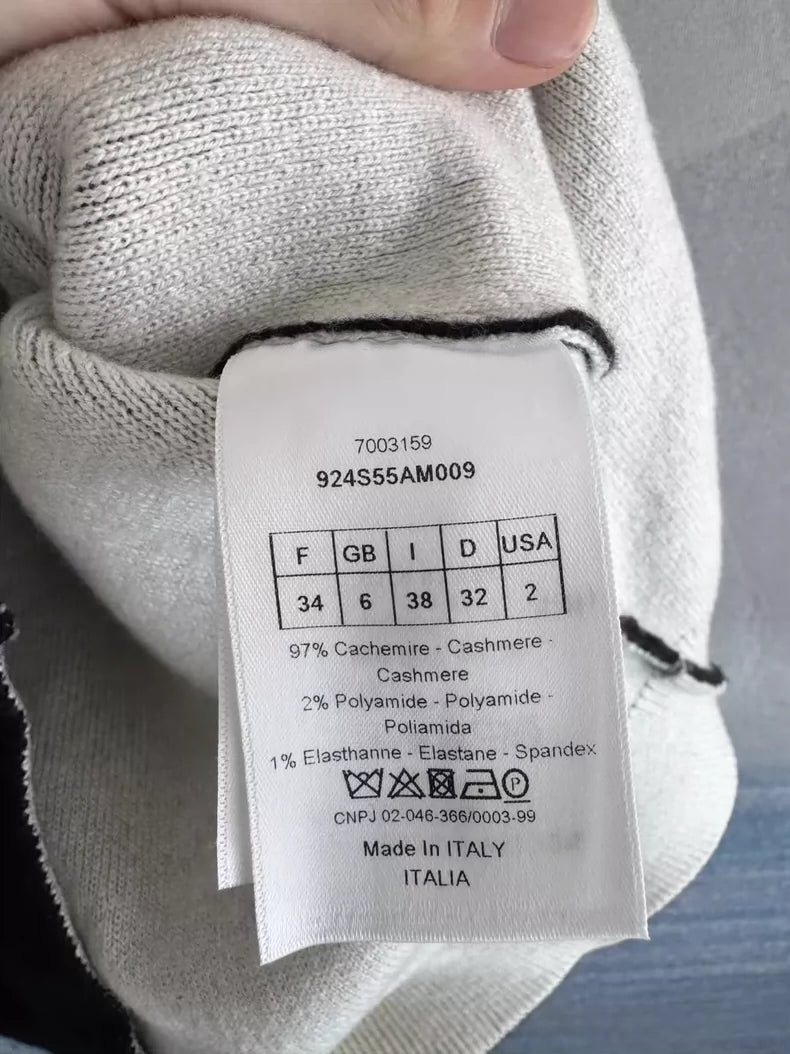 7003159
924S55AM009
F GB I D USA
34 6 38 32 2
97% Cachemire - Cashmere -
Cashmere
2% Polyamide - Polyamide -
Poliamida
1% Elasthanne - Elastane - Spandex
P
CNPJ 02-046-366/0003-99
Made In ITALY
ITALIA